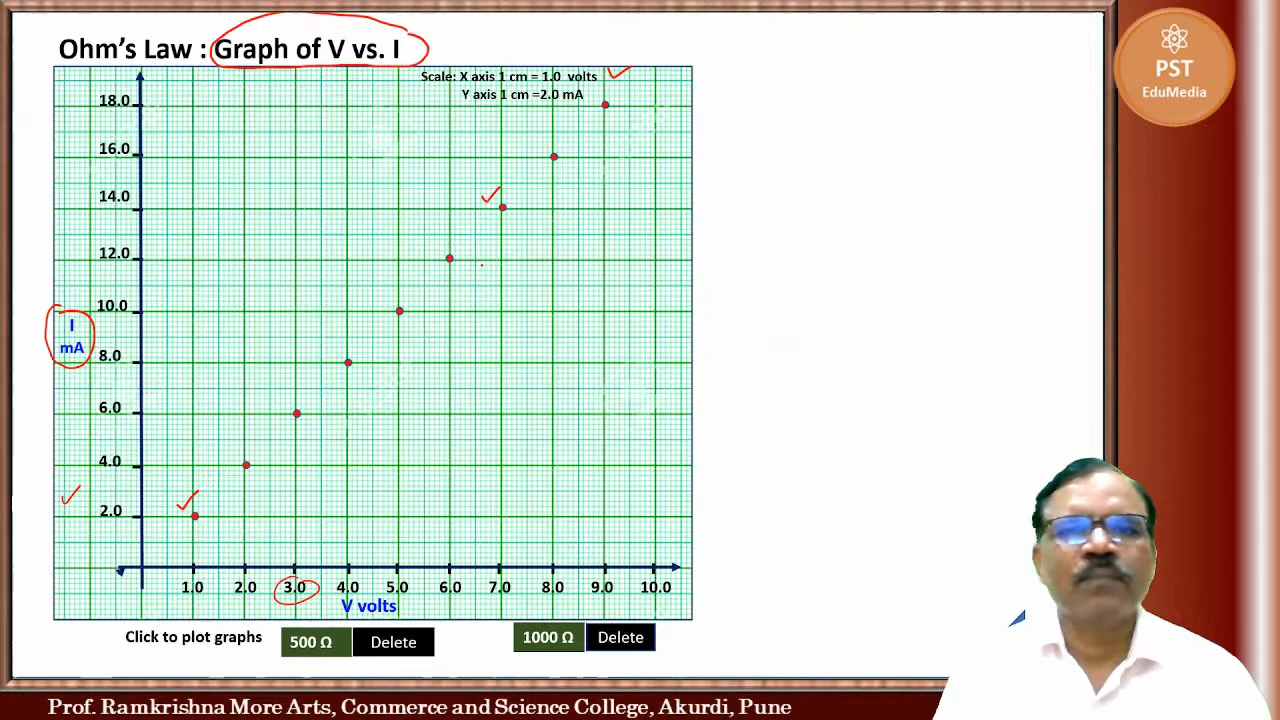 Ohm's Law : Graph of V vs. I
PST
EduMedia
Scale: X axis 1 cm = 1.0 volts
Y axis 1 cm =2.0 mA
18.0
16.0
14.0
12.0
10.0
I
mA
8.0
6.0
4.0
2.0
1.0 2.0 3.0 4.0 5.0 6.0 7.0 8.0 9.0 10.0
V volts
Click to plot graphs 500 Ω Delete 1000 Ω Delete
Prof. Ramkrishna More Arts, Commerce and Science College, Akurdi, Pune